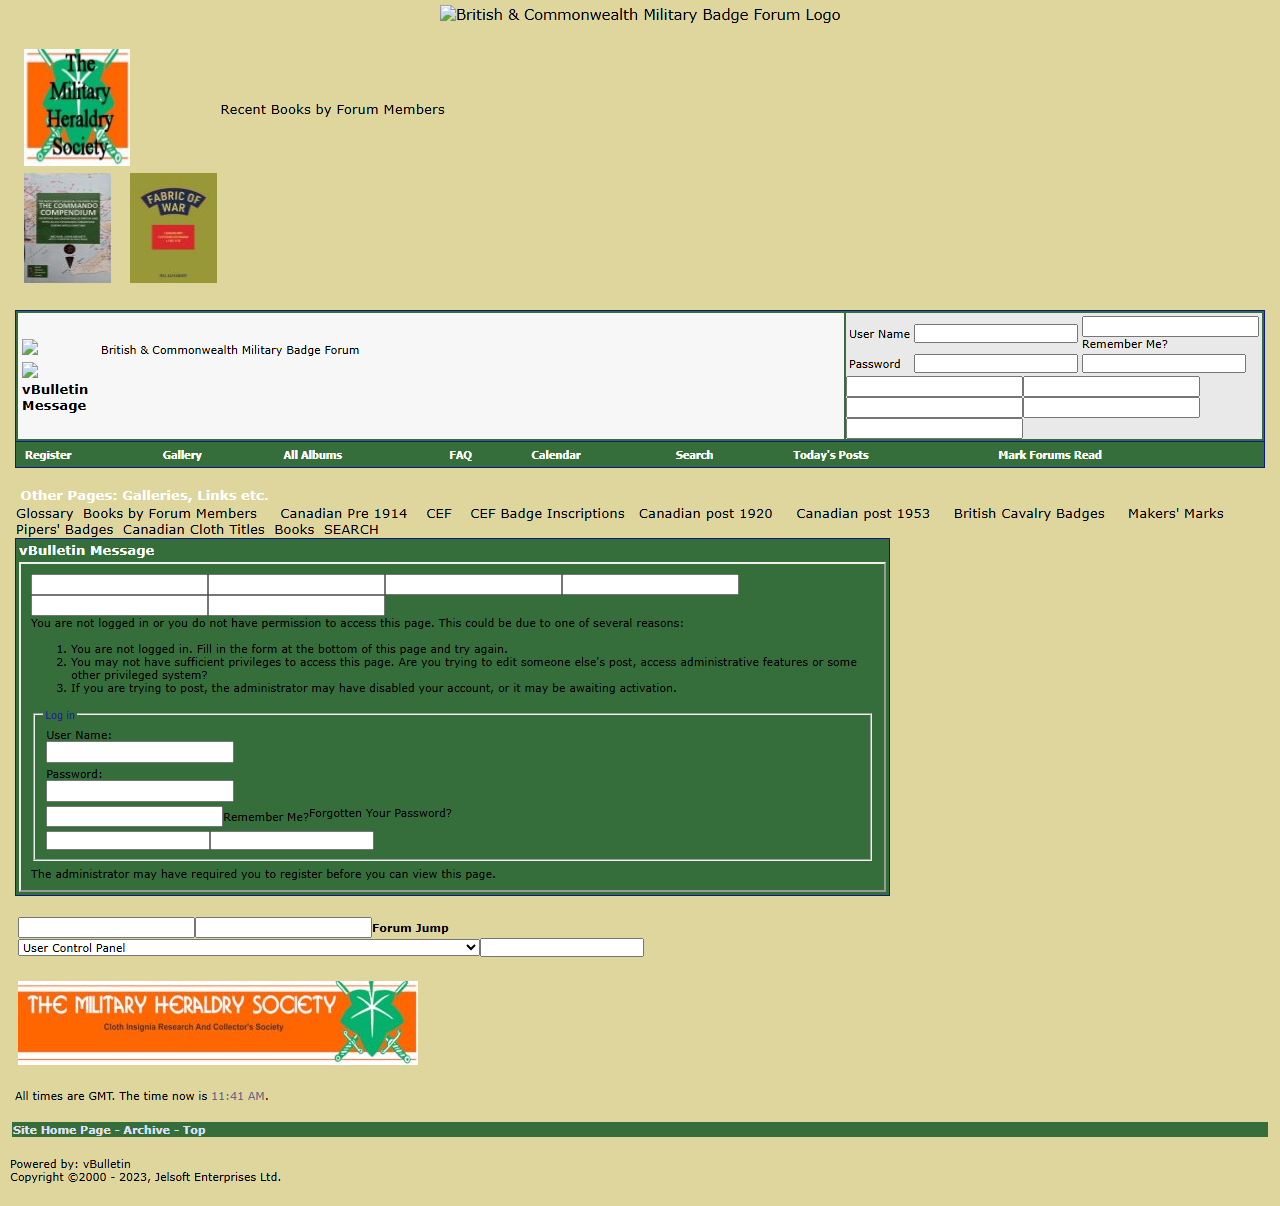 British & Commonwealth Military Badge Forum Logo
The
Military
Heraldry
Society
Recent Books by Forum Members
THE COMMANDO
COMPENDIUM
FABRIC OF
WAR
British & Commonwealth Military Badge Forum
User Name
Remember Me?
vBulletin
Message
Password
Register Gallery All Albums FAQ Calendar Search Today's Posts Mark Forums Read
Other Pages: Galleries, Links etc.
Glossary Books by Forum Members Canadian Pre 1914 CEF CEF Badge Inscriptions Canadian post 1920 Canadian post 1953 British Cavalry Badges Makers' Marks
Pipers' Badges Canadian Cloth Titles Books SEARCH
vBulletin Message
You are not logged in or you do not have permission to access this page. This could be due to one of several reasons:
1. You are not logged in. Fill in the form at the bottom of this page and try again.
2. You may not have sufficient privileges to access this page. Are you trying to edit someone else's post, access administrative features or some
other privileged system?
3. If you are trying to post, the administrator may have disabled your account, or it may be awaiting activation.
Log in
User Name:
Password:
Remember Me? Forgotten Your Password?
The administrator may have required you to register before you can view this page.
Forum Jump
User Control Panel
THE MILITARY HERALDRY SOCIETY
Cloth Insignia Research And Collector's Society
All times are GMT. The time now is 11:41 AM.
Site Home Page - Archive - Top
Powered by: vBulletin
Copyright ©2000 - 2023, Jelsoft Enterprises Ltd.